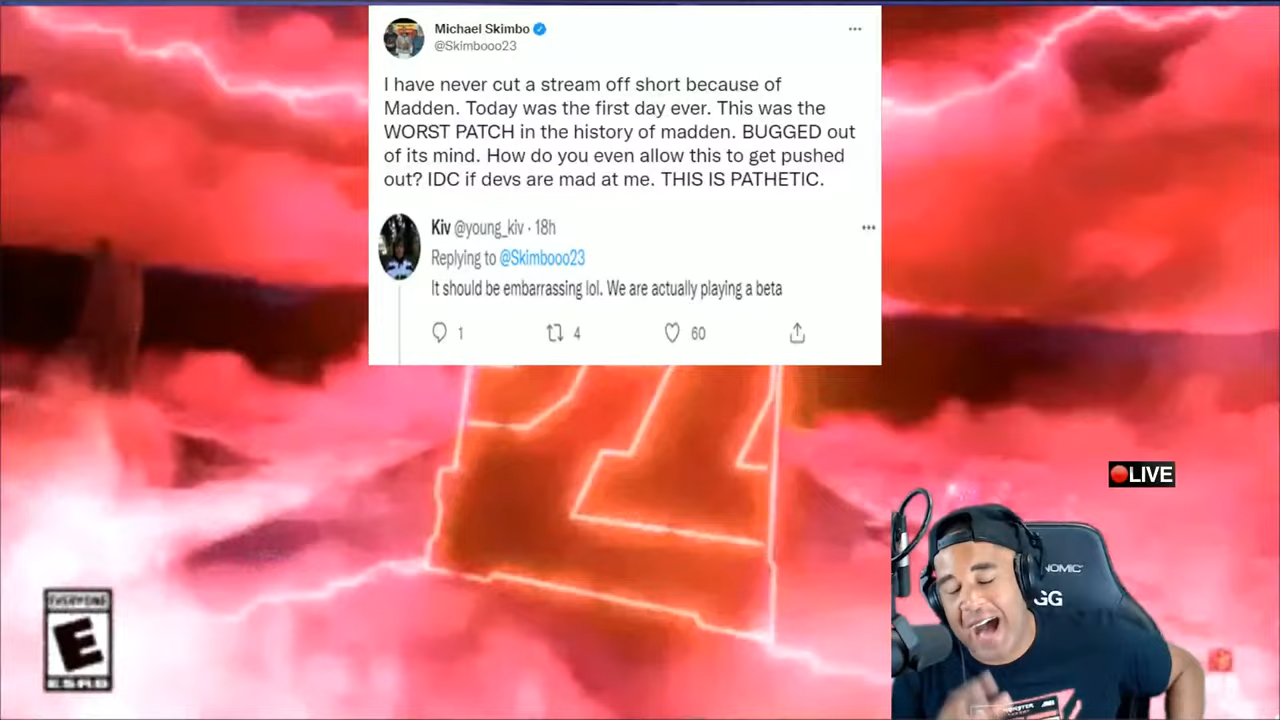 Michael Skimbo
@Skimbooo23
I have never cut a stream off short because of
Madden. Today was the first day ever. This was the
WORST PATCH in the history of madden. BUGGED out
of its mind. How do you even allow this to get pushed
out? IDC if devs are mad at me. THIS IS PATHETIC.
Kiv @young_kiv · 18h
Replying to @Skimbooo23
It should be embarrassing lol. We are actually playing a beta
1 4 60
LIVE
NOMIC
GG
EVERYONE
E
ESRB
MONSTER